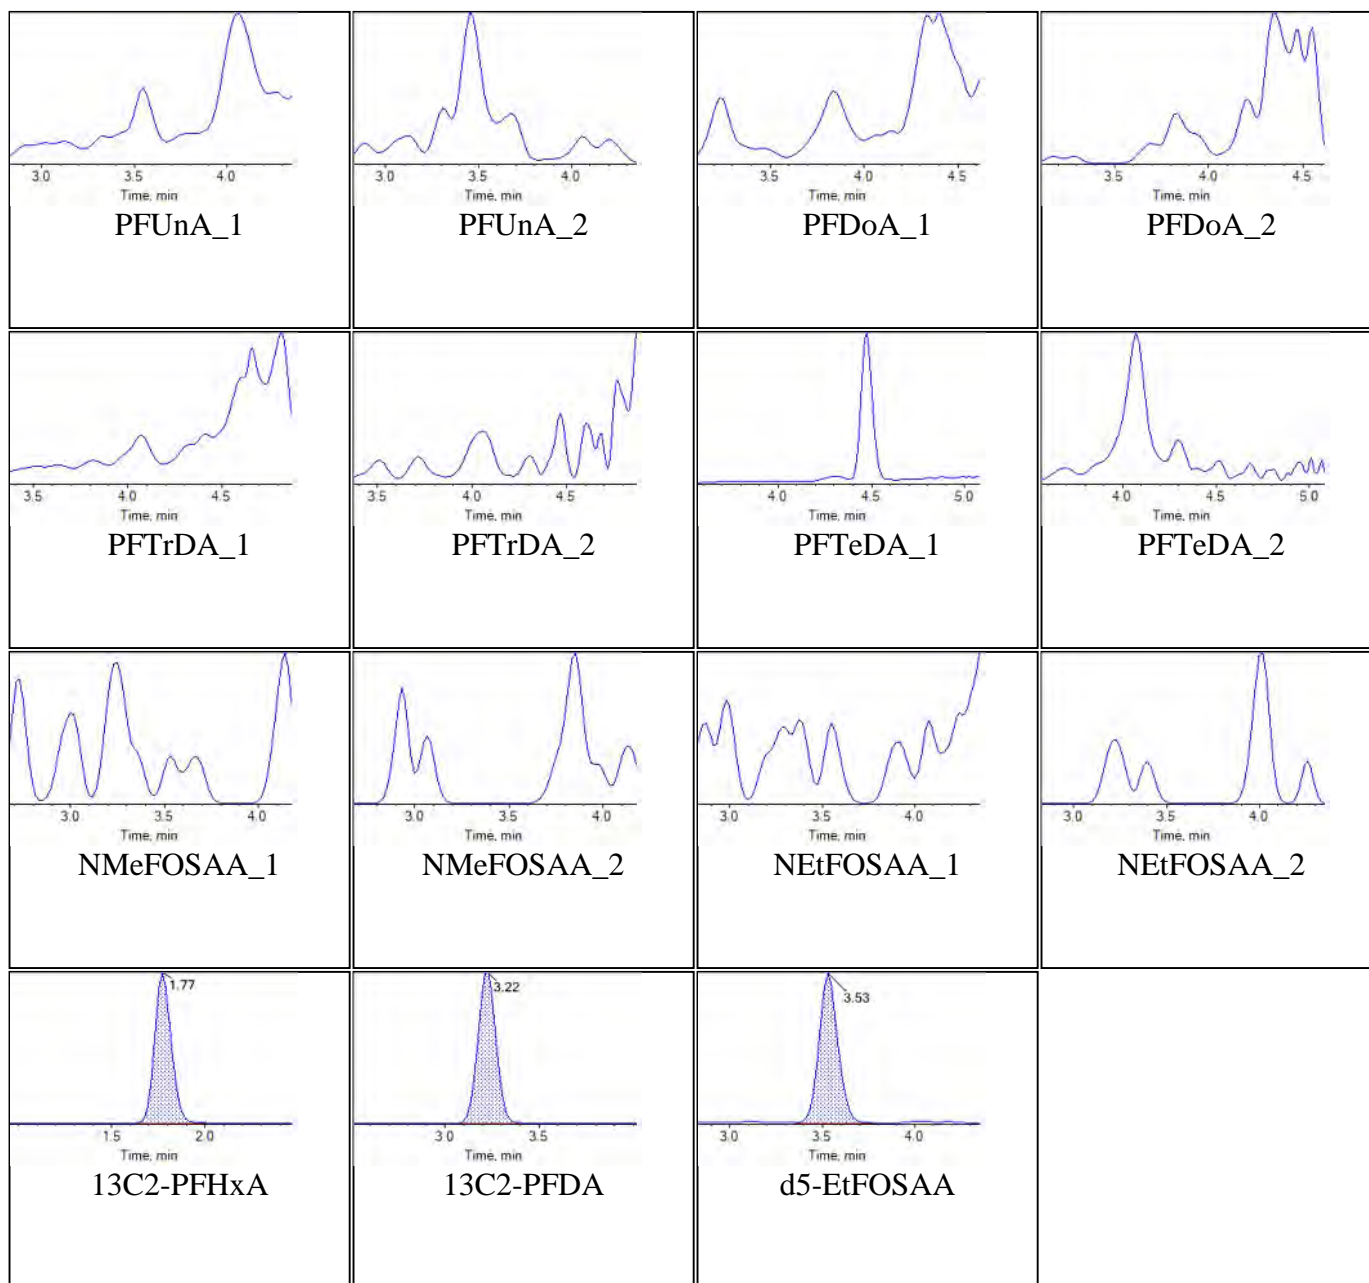 3.0 4.0
Time, min
PFUnA_1
3.0 3.5 4.0
Time, min
PFUnA_2
3.5 4.0 4.5
Time, min
PFDoA_1
3.5 4.0 4.5
Time, min
PFDoA_2
3.5 4.0 4.5
Time, min
PFTrDA_1
3.5 4.0 4.5
Time, min
PFTrDA_2
4.0 4.5 5.0
Time, min
PFTeDA_1
4.0 4.5 5.0
Time, min
PFTeDA_2
3.0 3.5 4.0
Time, min
NMeFOSAA_1
3.0 3.5 4.0
Time, min
NMeFOSAA_2
3.0 3.5 4.0
Time, min
NEtFOSAA_1
3.0 3.5 4.0
Time, min
NEtFOSAA_2
1.77
1.5 2.0
Time, min
13C2-PFHxA
3.22
3.0 3.5
Time, min
13C2-PFDA
3.53
3.0 3.5 4.0
Time, min
d5-EtFOSAA